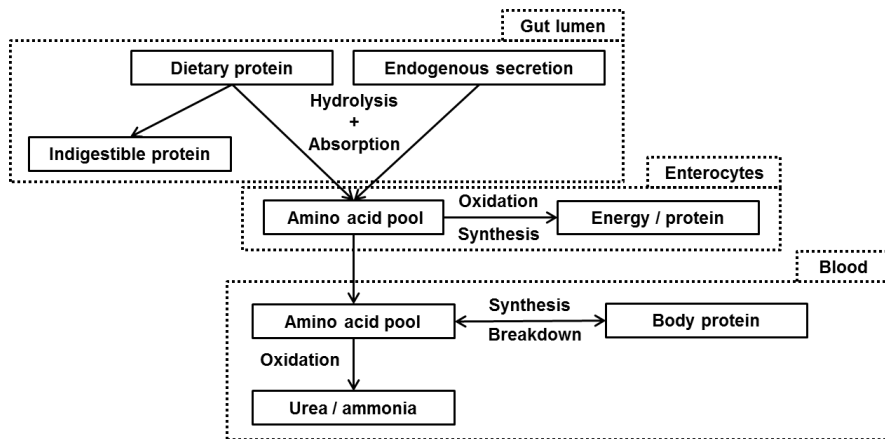 Gut lumen
Dietary protein
Endogenous secretion
Hydrolysis
+
Absorption
Indigestible protein
Enterocytes
Amino acid pool
Oxidation
Synthesis
Energy / protein
Blood
Amino acid pool
Synthesis
Breakdown
Body protein
Oxidation
Urea / ammonia